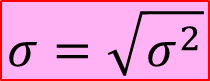 σ = √σ²